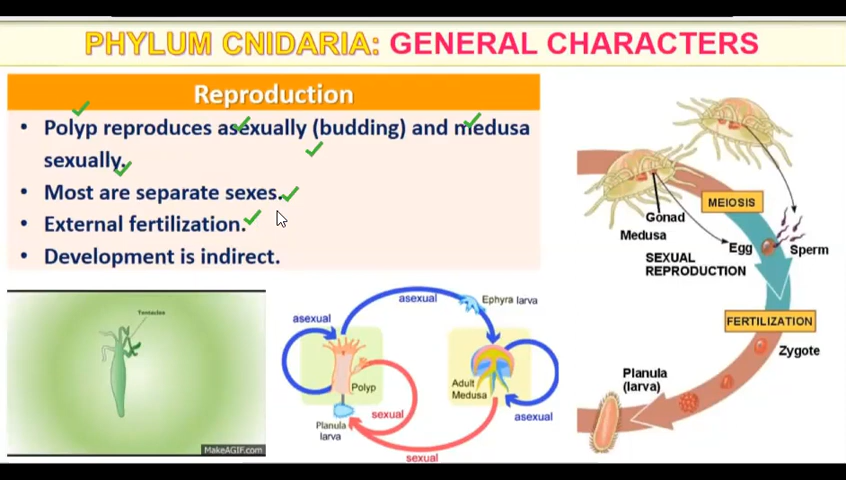 PHYLUM CNIDARIA: GENERAL CHARACTERS
Reproduction
• Polyp reproduces asexually (budding) and medusa
sexually.
• Most are separate sexes.
• External fertilization.
• Development is indirect.
Tentacles
MakeAGIF.com
asexual
Ephyra larva
asexual
Polyp
Adult
Medusa
sexual
Planula
larva
asexual
sexual
MEIOSIS
Gonad
Medusa
Egg
Sperm
SEXUAL
REPRODUCTION
FERTILIZATION
Zygote
Planula
(larva)